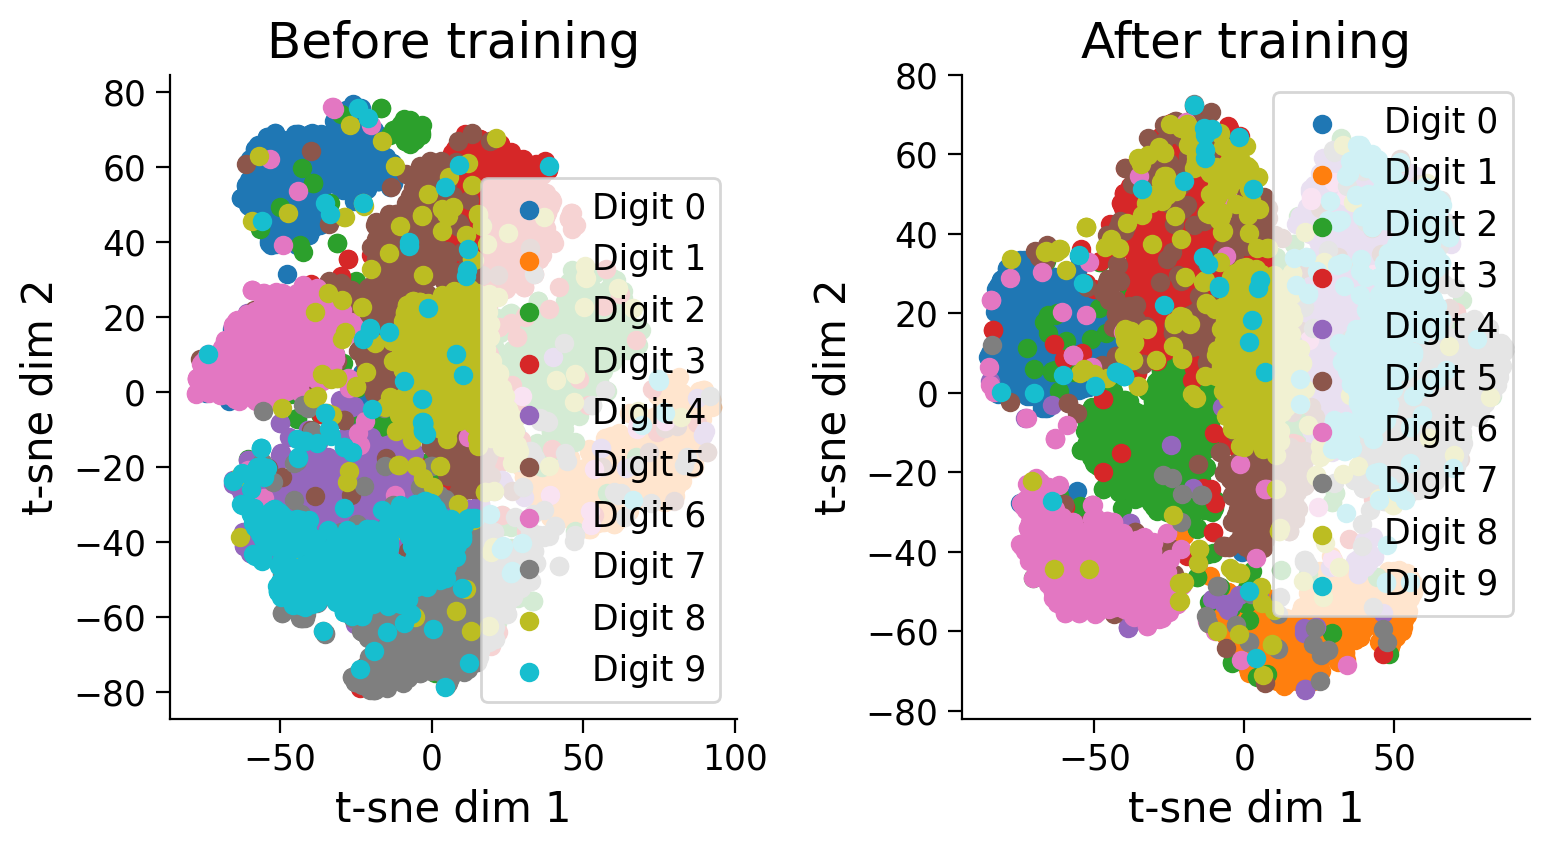 Before training
80
60
40
20
0
−20
−40
−60
−80
−50
0
50
100
t-sne dim 1
t-sne dim 2
Digit 0
Digit 1
Digit 2
Digit 3
Digit 4
Digit 5
Digit 6
Digit 7
Digit 8
Digit 9
After training
80
60
40
20
0
−20
−40
−60
−80
−50
0
50
t-sne dim 1
t-sne dim 2
Digit 0
Digit 1
Digit 2
Digit 3
Digit 4
Digit 5
Digit 6
Digit 7
Digit 8
Digit 9